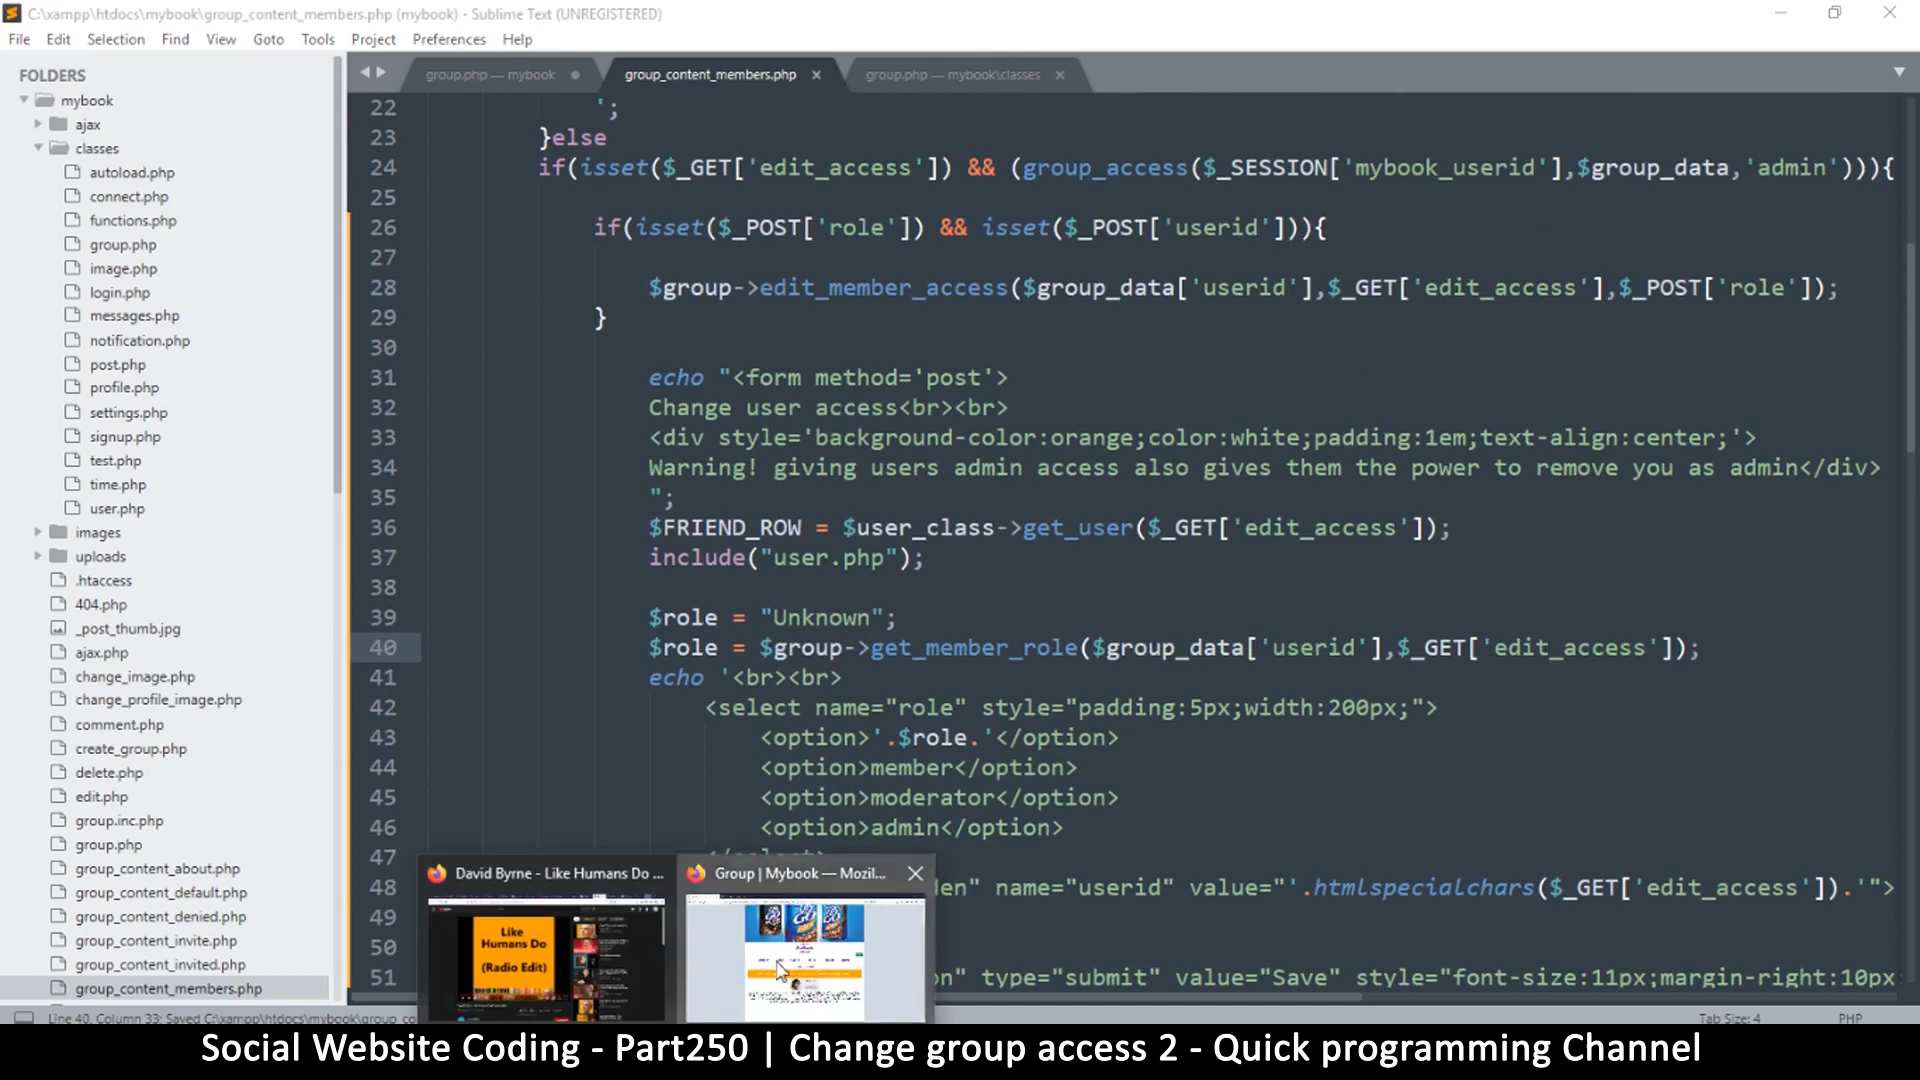 C:\xampp\htdocs\mybook\group_content_members.php (mybook) - Sublime Text (UNREGISTERED)
File Edit Selection Find View Goto Tools Project Preferences Help
FOLDERS
mybook
ajax
classes
autoload.php
connect.php
functions.php
group.php
image.php
login.php
messages.php
notification.php
post.php
profile.php
settings.php
signup.php
test.php
time.php
user.php
images
uploads
.htaccess
404.php
_post_thumb.jpg
ajax.php
change_image.php
change_profile_image.php
comment.php
create_group.php
delete.php
edit.php
group.inc.php
group.php
group_content_about.php
group_content_default.php
group_content_denied.php
group_content_invite.php
group_content_invited.php
group_content_members.php
group.php — mybook
group_content_members.php
group.php — mybook\classes
22 ';
23 }else
24 if(isset($_GET['edit_access']) && (group_access($_SESSION['mybook_userid'],$group_data,'admin'))){
25
26 if(isset($_POST['role']) && isset($_POST['userid'])){
27
28 $group->edit_member_access($group_data['userid'],$_GET['edit_access'],$_POST['role']);
29 }
30
31 echo "<form method='post'>
32 Change user access<br><br>
33 <div style='background-color:orange;color:white;padding:1em;text-align:center;'>
34 Warning! giving users admin access also gives them the power to remove you as admin</div>
35 ";
36 $FRIEND_ROW = $user_class->get_user($_GET['edit_access']);
37 include("user.php");
38
39 $role = "Unknown";
40 $role = $group->get_member_role($group_data['userid'],$_GET['edit_access']);
41 echo '<br><br>
42 <select name="role" style="padding:5px;width:200px;">
43 <option>'.$role.'</option>
44 <option>member</option>
45 <option>moderator</option>
46 <option>admin</option>
47 </select>
48 den" name="userid" value="'.htmlspecialchars($_GET['edit_access']).'">
49
50
51 on" type="submit" value="Save" style="font-size:11px;margin-right:10px
David Byrne - Like Humans Do ...
Group | Mybook — Mozil...
Like
Humans Do
(Radio Edit)
Line 40, Column 33; Saved C:\xampp\htdocs\mybook\group_co
Tab Size: 4
PHP
Social Website Coding - Part250 | Change group access 2 - Quick programming Channel